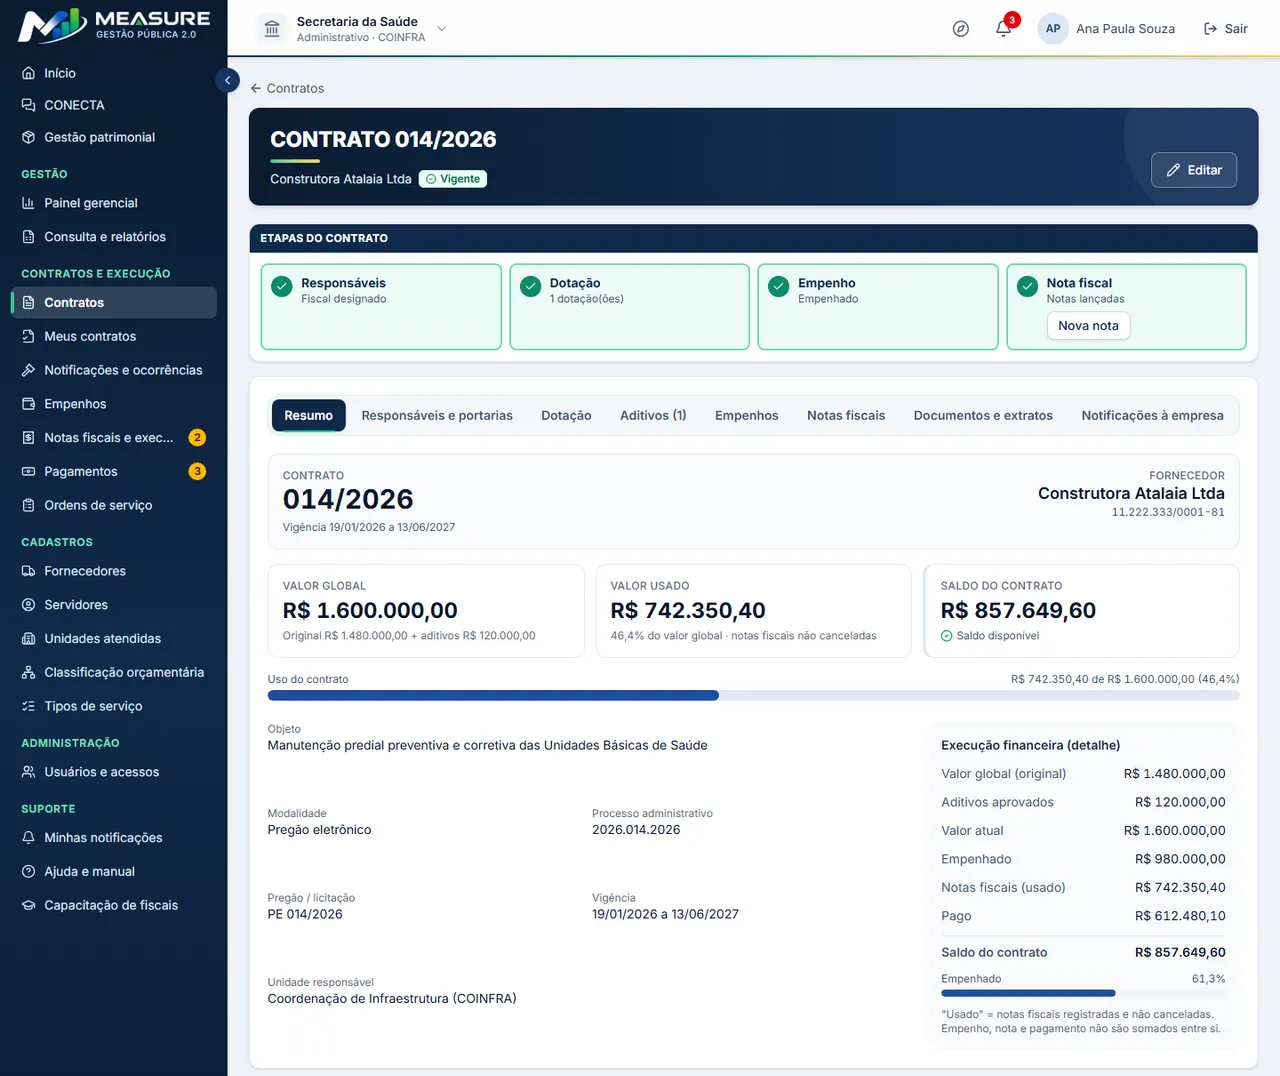 MEASURE
GESTÃO PÚBLICA 2.0
Secretaria da Saúde
Administrativo · COINFRA
3
AP
Ana Paula Souza
Sair
Início
CONECTA
Gestão patrimonial
GESTÃO
Painel gerencial
Consulta e relatórios
CONTRATOS E EXECUÇÃO
Contratos
Meus contratos
Notificações e ocorrências
Empenhos
Notas fiscais e exec... 2
Pagamentos 3
Ordens de serviço
CADASTROS
Fornecedores
Servidores
Unidades atendidas
Classificação orçamentária
Tipos de serviço
ADMINISTRAÇÃO
Usuários e acessos
SUPORTE
Minhas notificações
Ajuda e manual
Capacitação de fiscais
Contratos
CONTRATO 014/2026
Construtora Atalaia Ltda Vigente
Editar
ETAPAS DO CONTRATO
Responsáveis
Fiscal designado
Dotação
1 dotação(ões)
Empenho
Empenhado
Nota fiscal
Notas lançadas
Nova nota
Resumo Responsáveis e portarias Dotação Aditivos (1) Empenhos Notas fiscais Documentos e extratos Notificações à empresa
CONTRATO
014/2026
Vigência 19/01/2026 a 13/06/2027
FORNECEDOR
Construtora Atalaia Ltda
11.222.333/0001-81
VALOR GLOBAL
R$ 1.600.000,00
Original R$ 1.480.000,00 + aditivos R$ 120.000,00
VALOR USADO
R$ 742.350,40
46,4% do valor global · notas fiscais não canceladas
SALDO DO CONTRATO
R$ 857.649,60
Saldo disponível
Uso do contrato R$ 742.350,40 de R$ 1.600.000,00 (46,4%)
Objeto
Manutenção predial preventiva e corretiva das Unidades Básicas de Saúde
Modalidade
Pregão eletrônico
Processo administrativo
2026.014.2026
Pregão / licitação
PE 014/2026
Vigência
19/01/2026 a 13/06/2027
Unidade responsável
Coordenação de Infraestrutura (COINFRA)
Execução financeira (detalhe)
Valor global (original) R$ 1.480.000,00
Aditivos aprovados R$ 120.000,00
Valor atual R$ 1.600.000,00
Empenhado R$ 980.000,00
Notas fiscais (usado) R$ 742.350,40
Pago R$ 612.480,10
Saldo do contrato R$ 857.649,60
Empenhado 61,3%
"Usado" = notas fiscais registradas e não canceladas.
Empenho, nota e pagamento não são somados entre si.